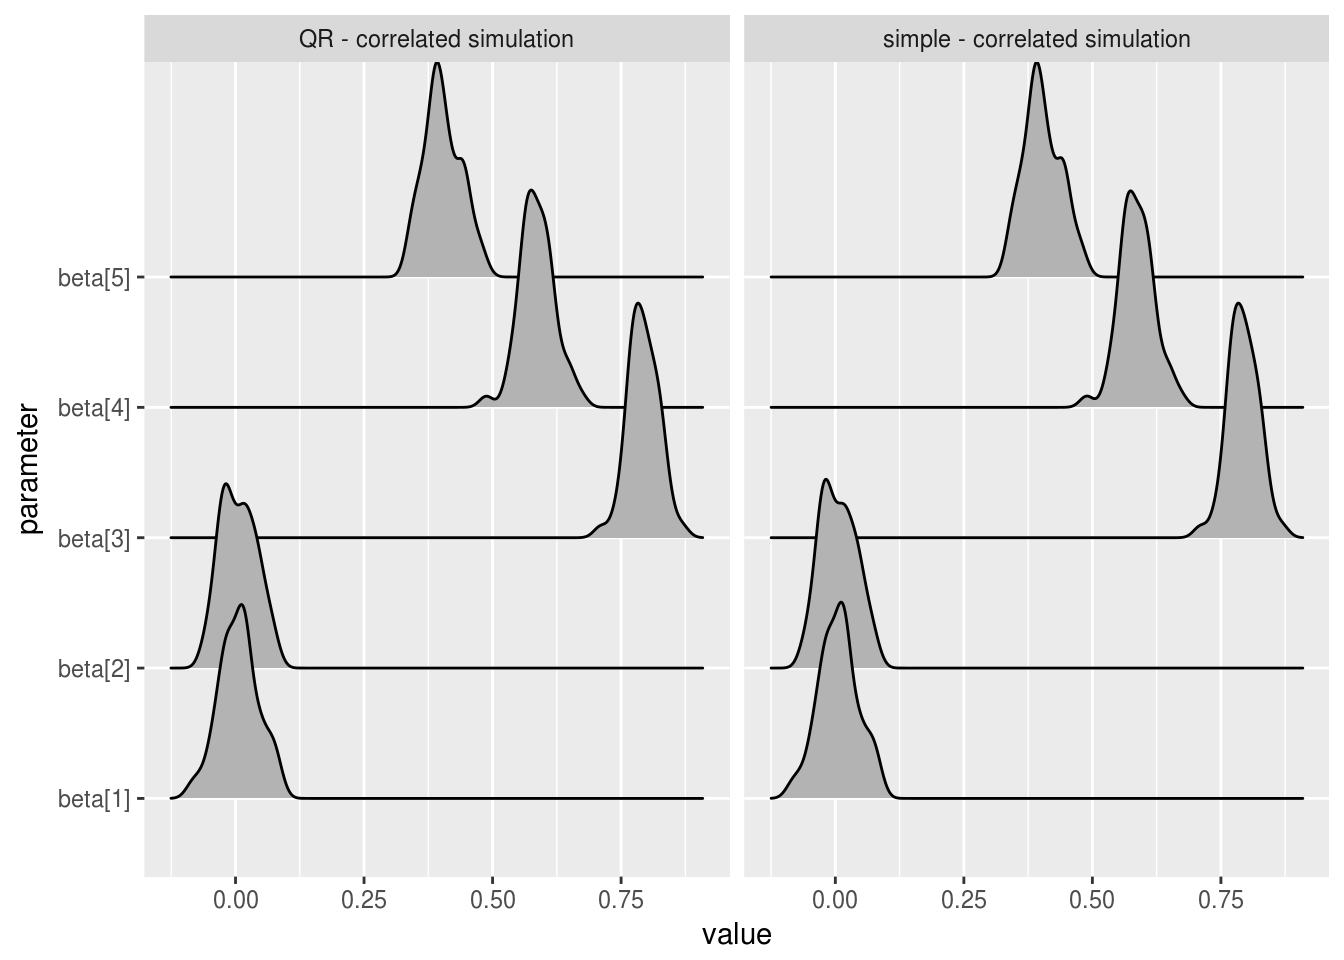 QR - correlated simulation
simple - correlated simulation
parameter
beta[5]
beta[4]
beta[3]
beta[2]
beta[1]
0.00 0.25 0.50 0.75
0.00 0.25 0.50 0.75
value